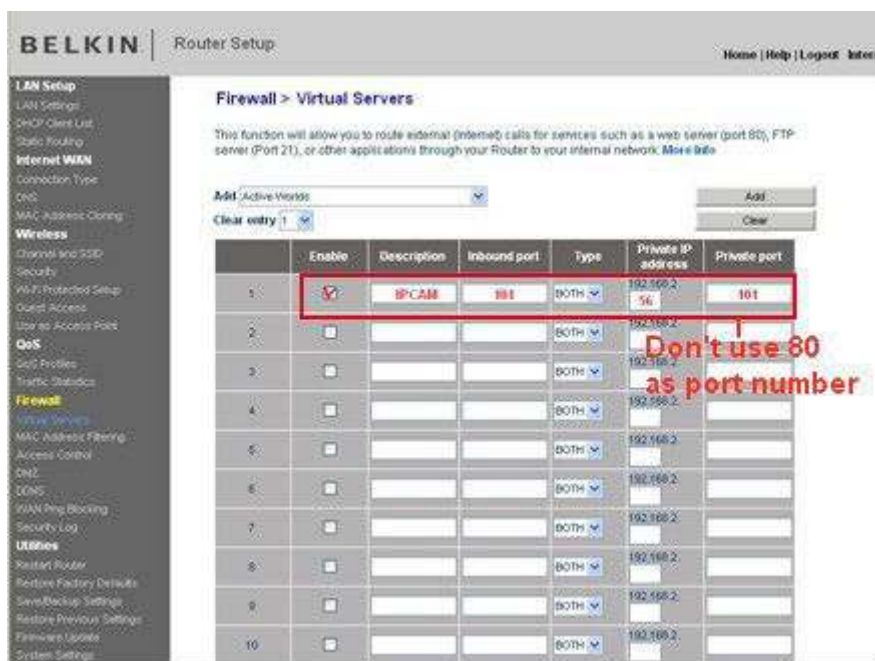 BELKIN | Router Setup
Home | Help | Logout
LAN Setup
LAN Settings
DHCP Client List
Static Routing
Internet WAN
Connection Type
DNS
MAC Address Cloning
Wireless
Channel and SSID
Security
Wi-Fi Protected Setup
Guest Access
Use as Access Point
QoS
QoS Profiles
Traffic Statistics
Firewall
Virtual Servers
MAC Address Filtering
Access Control
DMZ
DDNS
WAN Ping Blocking
Security Log
Utilities
Restart Router
Restore Factory Defaults
Save/Backup Settings
Restore Previous Settings
Firmware Update
System Settings
Firewall > Virtual Servers
This function will allow you to route external (Internet) calls for services such as a web server (port 80), FTP
server (Port 21), or other applications through your Router to your internal network. More Info
Add Active Worlds Add
Clear entry 1 Clear
Enable Description Inbound port Type Private IP address Private port
1 IPCAM 101 BOTH 192.168.2. 56 101
2 BOTH 192.168.2.
Don't use 80
as port number
3 BOTH 192.168.2.
4 BOTH 192.168.2.
5 BOTH 192.168.2.
6 BOTH 192.168.2.
7 BOTH 192.168.2.
8 BOTH 192.168.2.
9 BOTH 192.168.2.
10 BOTH 192.168.2.